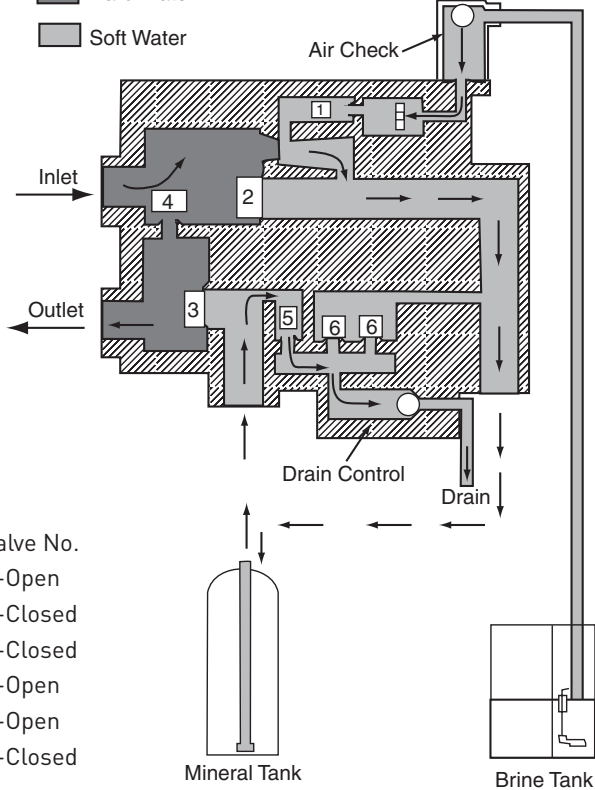 Soft Water
Air Check
1
Inlet
4
2
Outlet
3
5
6
6
Drain Control
Drain
alve No.
-Open
-Closed
-Closed
-Open
-Open
-Closed
Mineral Tank
Brine Tank